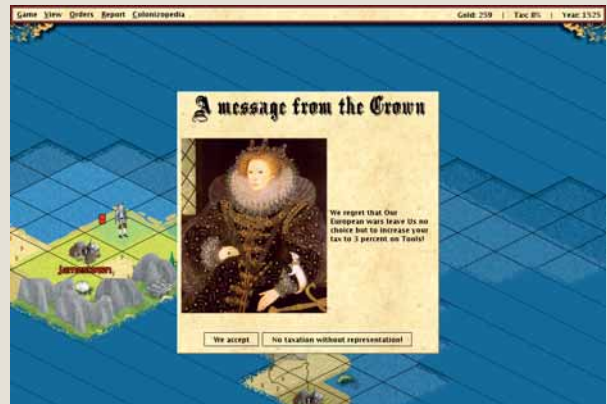 Game View Orders Report Colonizopedia Gold: 259 | Tax: 0% | Year: 1525
A message from the Crown
We regret that Our
European wars leave Us no
choice but to increase your
tax to 3 percent on Tools!
Jamestown
We accept No taxation without representation!